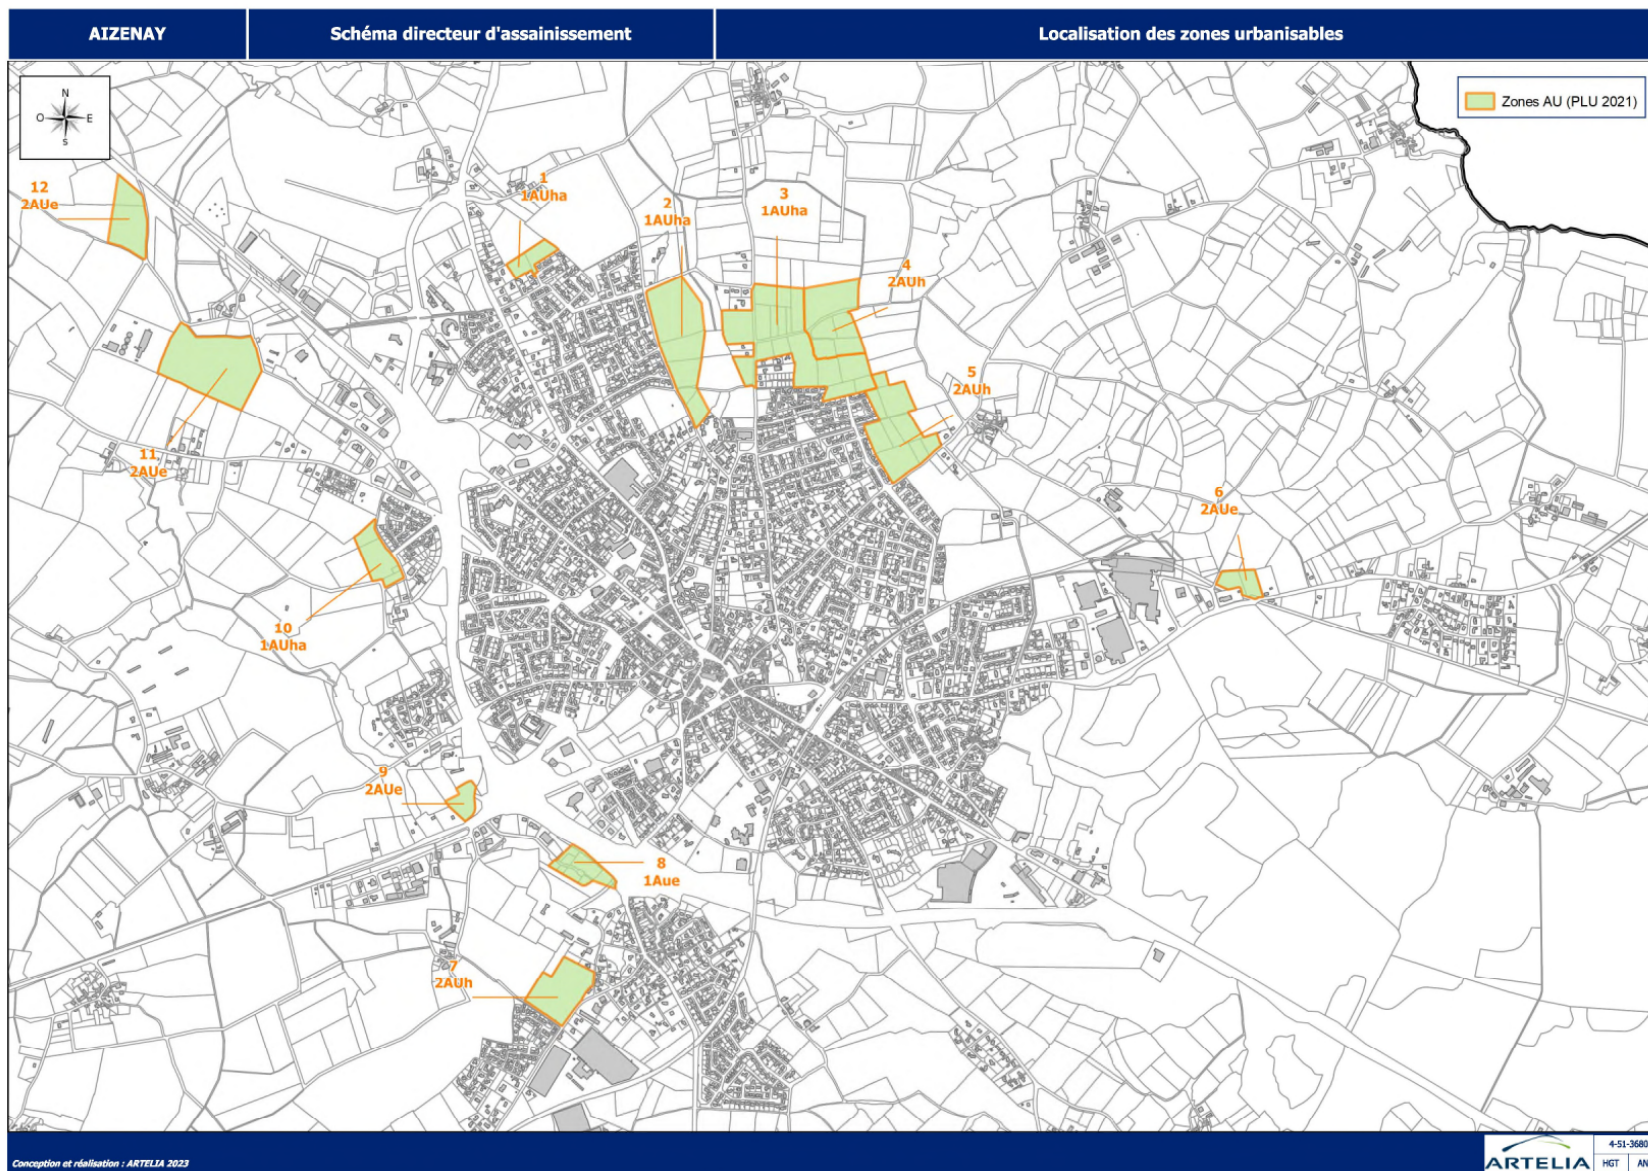 AIZENAY
Schéma directeur d'assainissement
Localisation des zones urbanisables
N
O
E
S
Zones AU (PLU 2021)
12
2AUe
1
1AUha
2
1AUha
3
1AUha
4
2AUh
5
2AUh
11
2AUe
6
2AUe
10
1AUha
9
2AUe
8
1Aue
7
2AUh
Conception et réalisation : ARTELIA 2023
ARTELIA
4-51-3680
HGT
AN